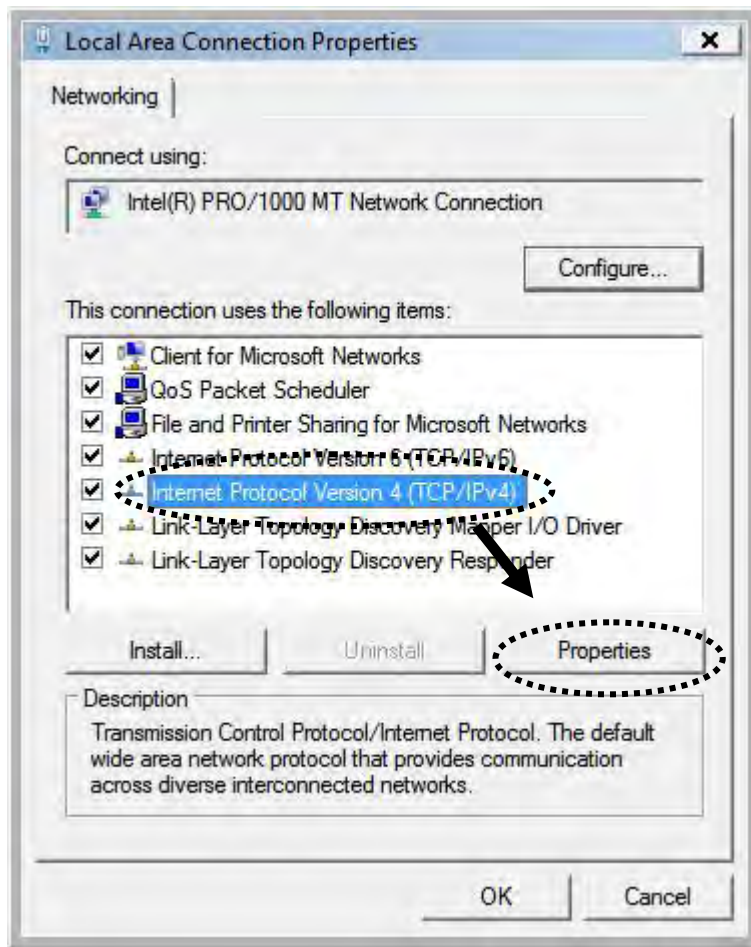 Local Area Connection Properties
Networking
Connect using:
Intel(R) PRO/1000 MT Network Connection
Configure...
This connection uses the following items:
Client for Microsoft Networks
QoS Packet Scheduler
File and Printer Sharing for Microsoft Networks
Internet Protocol Version 6 (TCP/IPv6)
Internet Protocol Version 4 (TCP/IPv4)
Link-Layer Topology Discovery Mapper I/O Driver
Link-Layer Topology Discovery Responder
Install... Uninstall Properties
Description
Transmission Control Protocol/Internet Protocol. The default
wide area network protocol that provides communication
across diverse interconnected networks.
OK Cancel